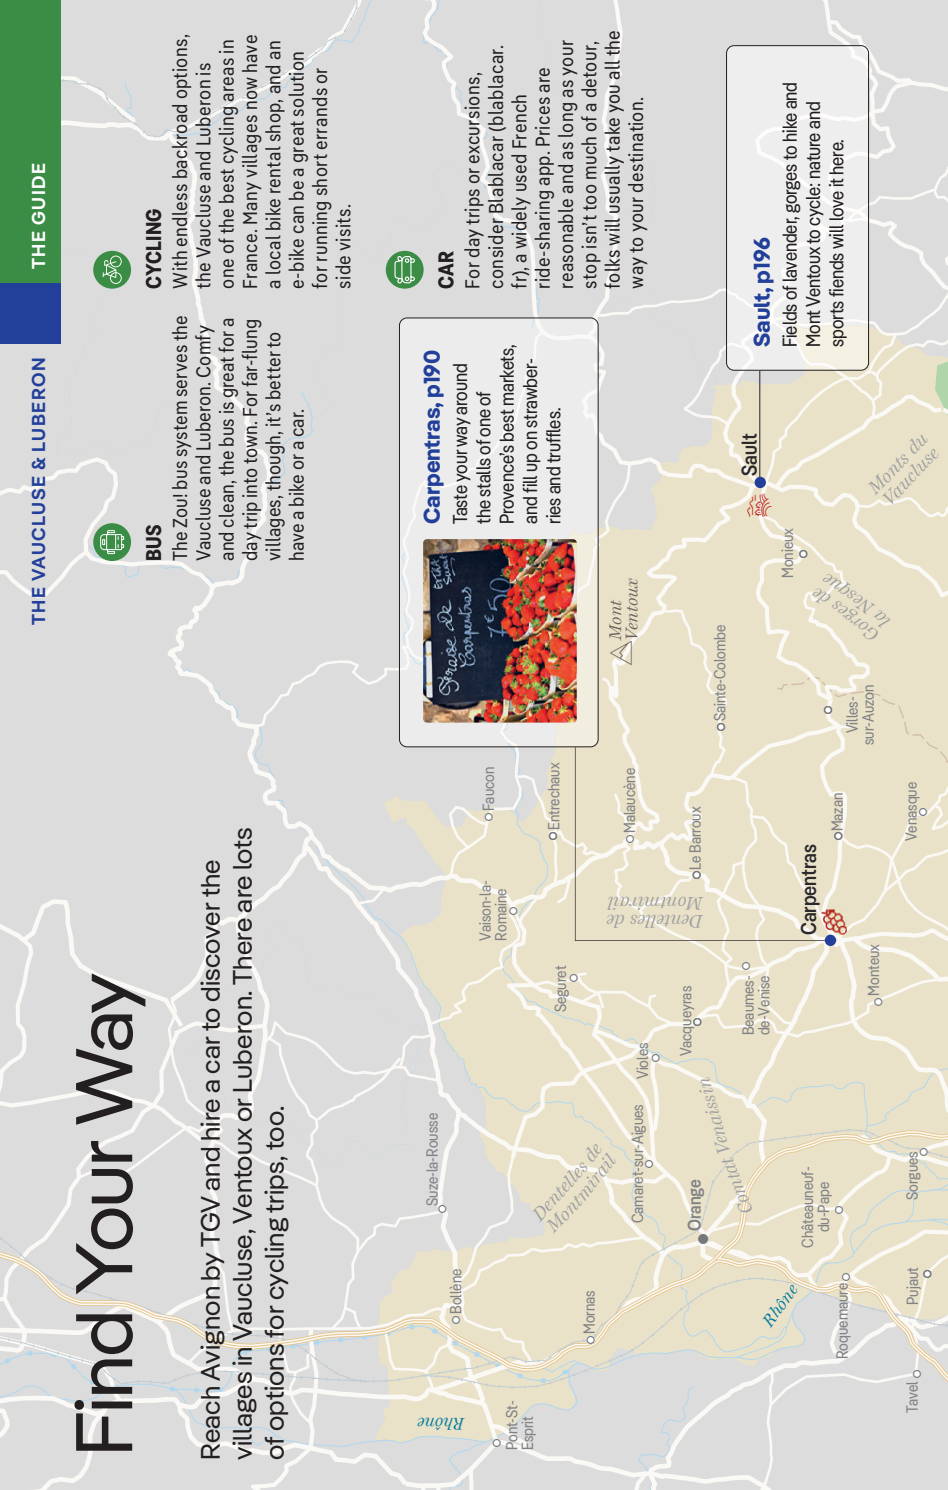 THE VAUCLUSE & LUBERON
THE GUIDE
Find Your Way
Reach Avignon by TGV and hire a car to discover the
villages in Vaucluse, Ventoux or Luberon. There are lots
of options for cycling trips, too.
BUS
The Zou! bus system serves the
Vaucluse and Luberon. Comfy
and clean, the bus is great for a
day trip into town. For far-flung
villages, though, it’s better to
have a bike or a car.
CYCLING
With endless backroad options,
the Vaucluse and Luberon is
one of the best cycling areas in
France. Many villages now have
a local bike rental shop, and an
e-bike can be a great solution
for running short errands or
side visits.
CAR
For day trips or excursions,
consider Blablacar (blablacar.
fr), a widely used French
ride-sharing app. Prices are
reasonable and as long as your
stop isn’t too much of a detour,
folks will usually take you all the
way to your destination.
Carpentras, p190
Taste your way around
the stalls of one of
Provence’s best markets,
and fill up on strawber-
ries and truffles.
Fraise De
Carpentras
7€50
Sault, p196
Fields of lavender, gorges to hike and
Mont Ventoux to cycle: nature and
sports fiends will love it here.
Rhône
Pont-St-
Esprit
Bollène
Suze-la-Rousse
Mornas
Dentelles de
Montmirail
Camaret-sur-Aigues
Orange
Comtat Venaissin
Rhône
Châteauneuf-
du-Pape
Roquemaure
Tavel
Pujaut
Sorgues
Violes
Vacqueyras
Seguret
Vaison-la-
Romaine
Faucon
Entrechaux
Malaucène
Le Barroux
Dentelles de
Montmirail
Beaumes-
de-Venise
Carpentras
Monteux
Mazan
Venasque
Mont
Ventoux
Sainte-Colombe
Villes-
sur-Auzon
Gorges de
la Nesque
Monieux
Sault
Monts du
Vaucluse